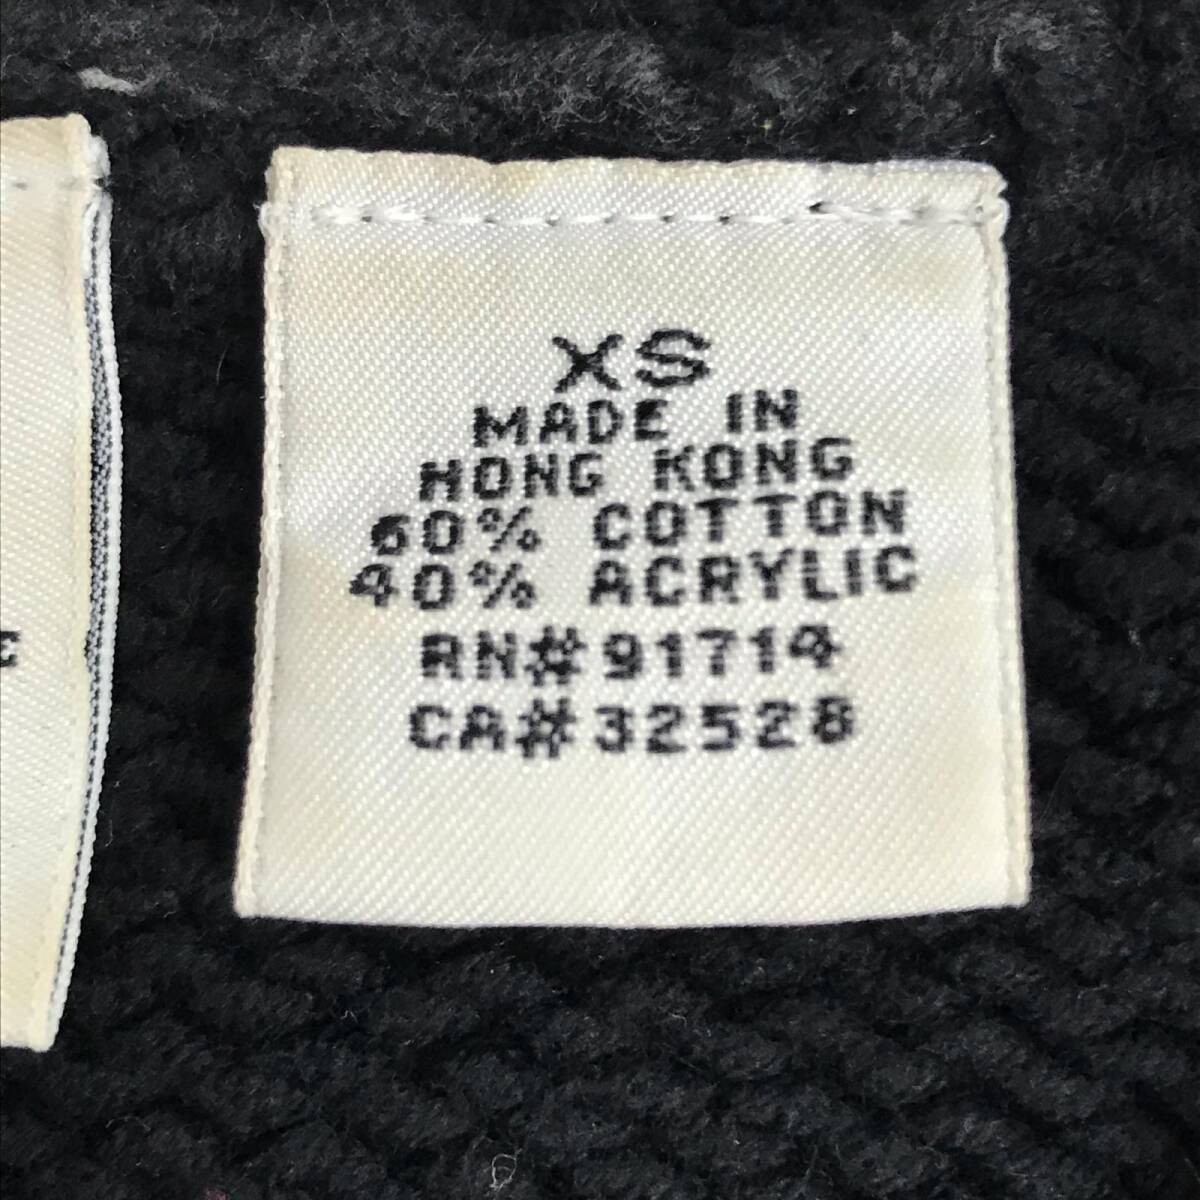 XS
MADE IN
HONG KONG
60% COTTON
40% ACRYLIC
RN#91714
CA#32528
E